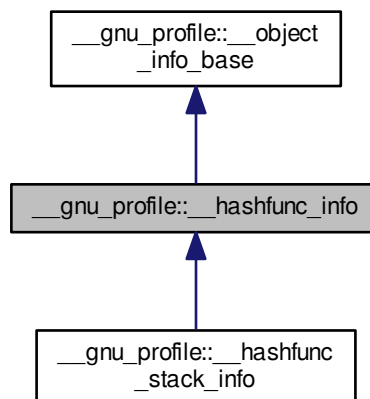 __gnu_profile::__object
_info_base
__gnu_profile::__hashfunc_info
__gnu_profile::__hashfunc
_stack_info